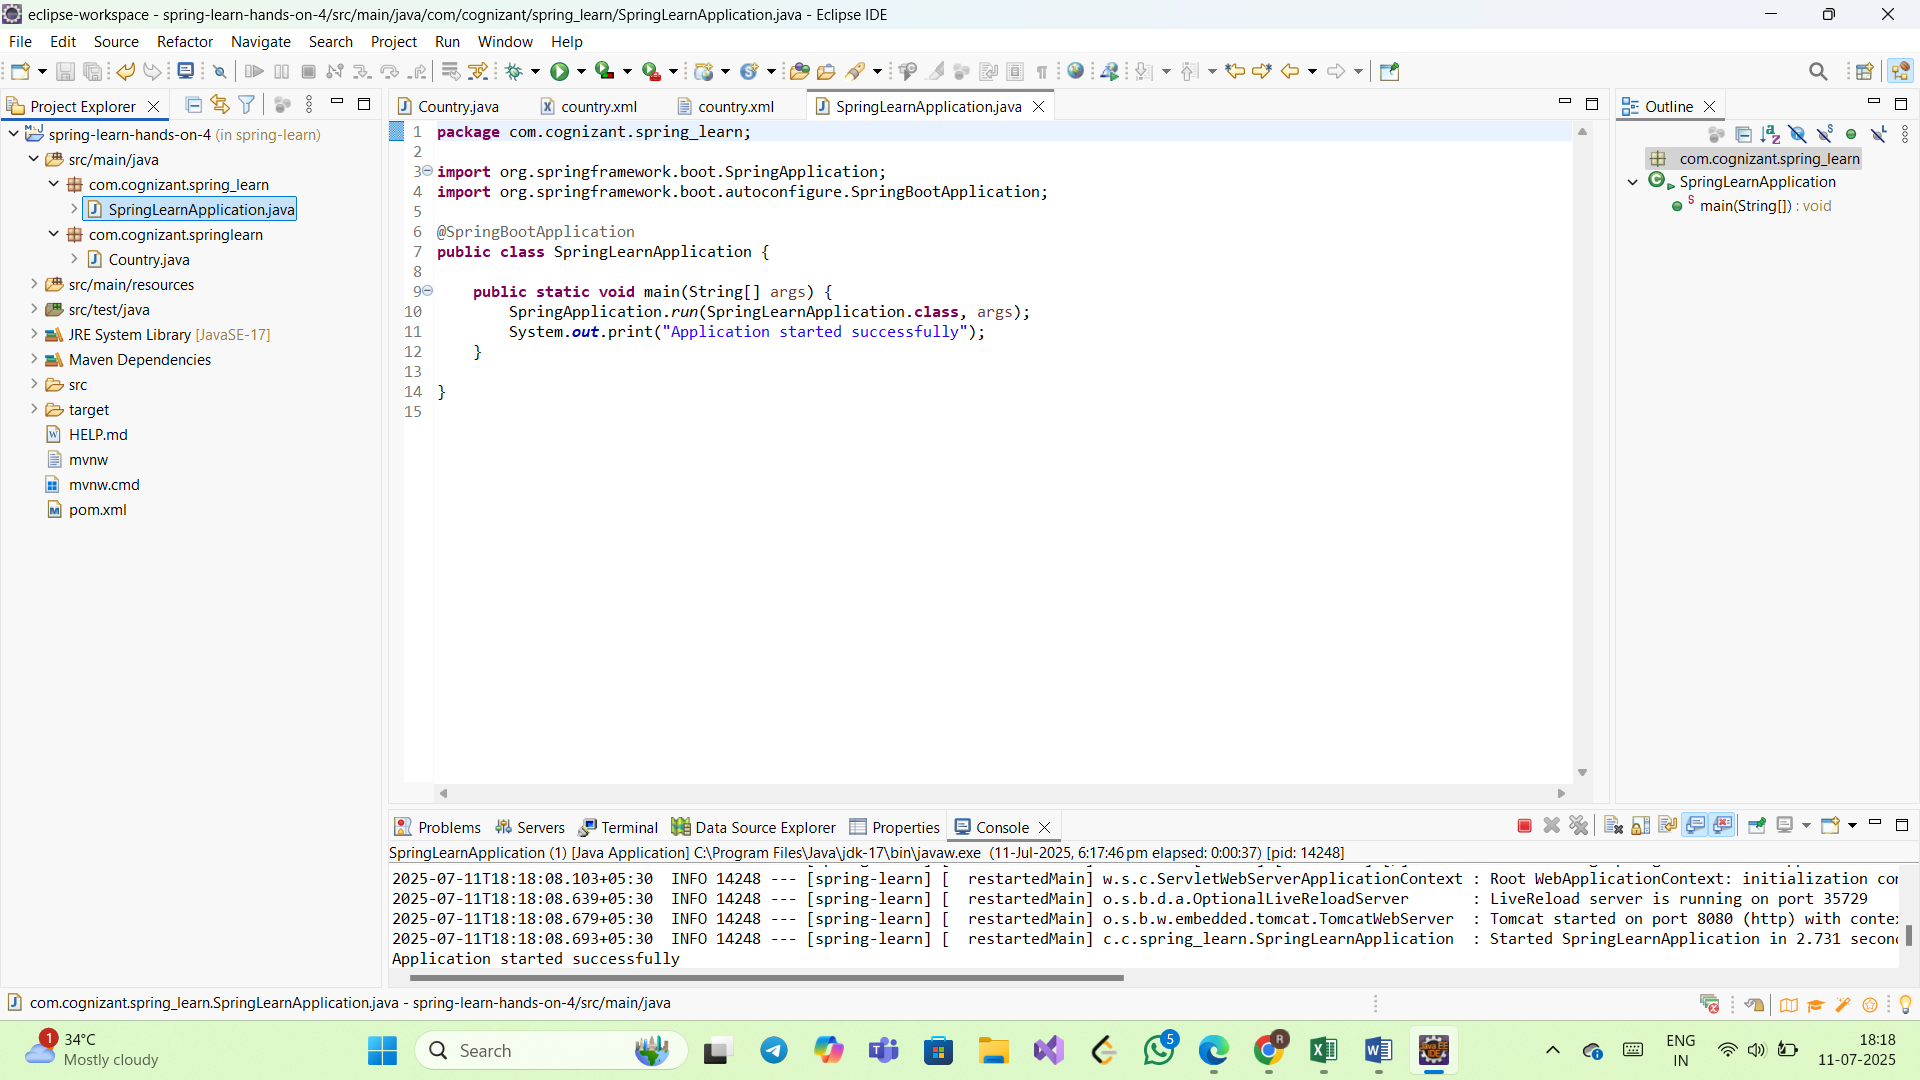 eclipse-workspace - spring-learn-hands-on-4/src/main/java/com/cognizant/spring_learn/SpringLearnApplication.java - Eclipse IDE
File Edit Source Refactor Navigate Search Project Run Window Help
Project Explorer
spring-learn-hands-on-4 (in spring-learn)
src/main/java
com.cognizant.spring_learn
SpringLearnApplication.java
com.cognizant.springlearn
Country.java
src/main/resources
src/test/java
JRE System Library [JavaSE-17]
Maven Dependencies
src
target
HELP.md
mvnw
mvnw.cmd
pom.xml
Country.java country.xml country.xml SpringLearnApplication.java
1 package com.cognizant.spring_learn;
2
3 import org.springframework.boot.SpringApplication;
4 import org.springframework.boot.autoconfigure.SpringBootApplication;
5
6 @SpringBootApplication
7 public class SpringLearnApplication {
8
9 public static void main(String[] args) {
10 SpringApplication.run(SpringLearnApplication.class, args);
11 System.out.print("Application started successfully");
12 }
13
14 }
15
Outline
com.cognizant.spring_learn
SpringLearnApplication
main(String[]) : void
Problems Servers Terminal Data Source Explorer Properties Console
SpringLearnApplication (1) [Java Application] C:\Program Files\Java\jdk-17\bin\javaw.exe (11-Jul-2025, 6:17:46 pm elapsed: 0:00:37) [pid: 14248]
2025-07-11T18:18:08.103+05:30 INFO 14248 --- [spring-learn] [ restartedMain] w.s.c.ServletWebServerApplicationContext : Root WebApplicationContext: initialization
2025-07-11T18:18:08.639+05:30 INFO 14248 --- [spring-learn] [ restartedMain] o.s.b.d.a.OptionalLiveReloadServer : LiveReload server is running on port 35729
2025-07-11T18:18:08.679+05:30 INFO 14248 --- [spring-learn] [ restartedMain] o.s.b.w.embedded.tomcat.TomcatWebServer : Tomcat started on port 8080 (http) with
2025-07-11T18:18:08.693+05:30 INFO 14248 --- [spring-learn] [ restartedMain] c.c.spring_learn.SpringLearnApplication : Started SpringLearnApplication in 2.731
Application started successfully
com.cognizant.spring_learn.SpringLearnApplication.java - spring-learn-hands-on-4/src/main/java
1
34°C
Mostly cloudy
Search
5
R
ENG
IN
18:18
11-07-2025